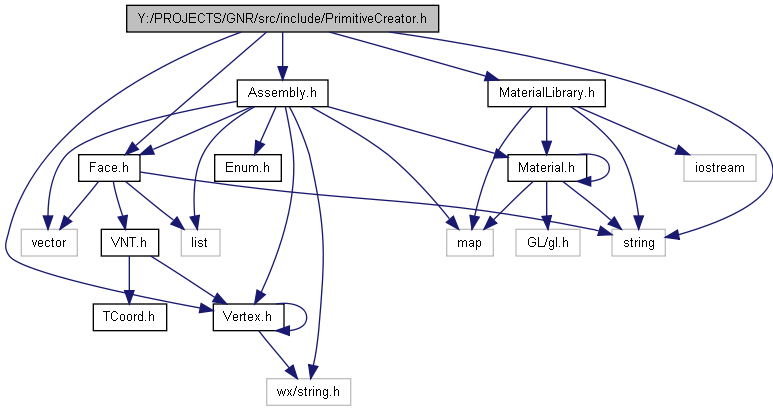 Y:/PROJECTS/GNR/src/include/PrimitiveCreator.h
Assembly.h
MaterialLibrary.h
Face.h
Enum.h
Material.h
iostream
vector
VNT.h
list
map
GL/gl.h
string
TCoord.h
Vertex.h
wx/string.h